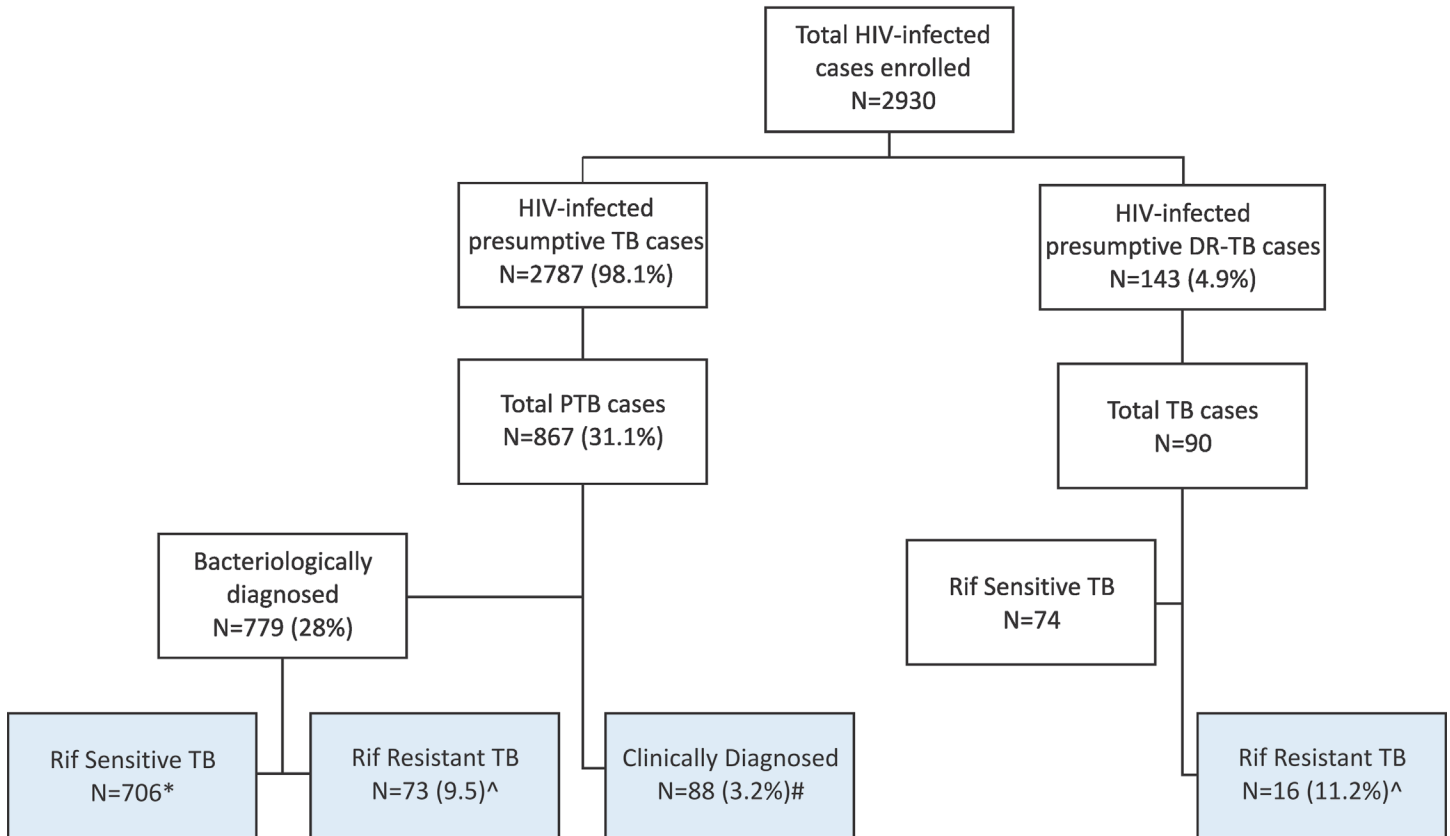 Total HIV-infected
cases enrolled
N=2930
HIV-infected
presumptive TB cases
N=2787 (98.1%)
HIV-infected
presumptive DR-TB cases
N=143 (4.9%)
Total PTB cases
N=867 (31.1%)
Total TB cases
N=90
Bacteriologically
diagnosed
N=779 (28%)
Rif Sensitive TB
N=74
Rif Sensitive TB
N=706*
Rif Resistant TB
N=73 (9.5)^
Clinically Diagnosed
N=88 (3.2%)#
Rif Resistant TB
N=16 (11.2%)^